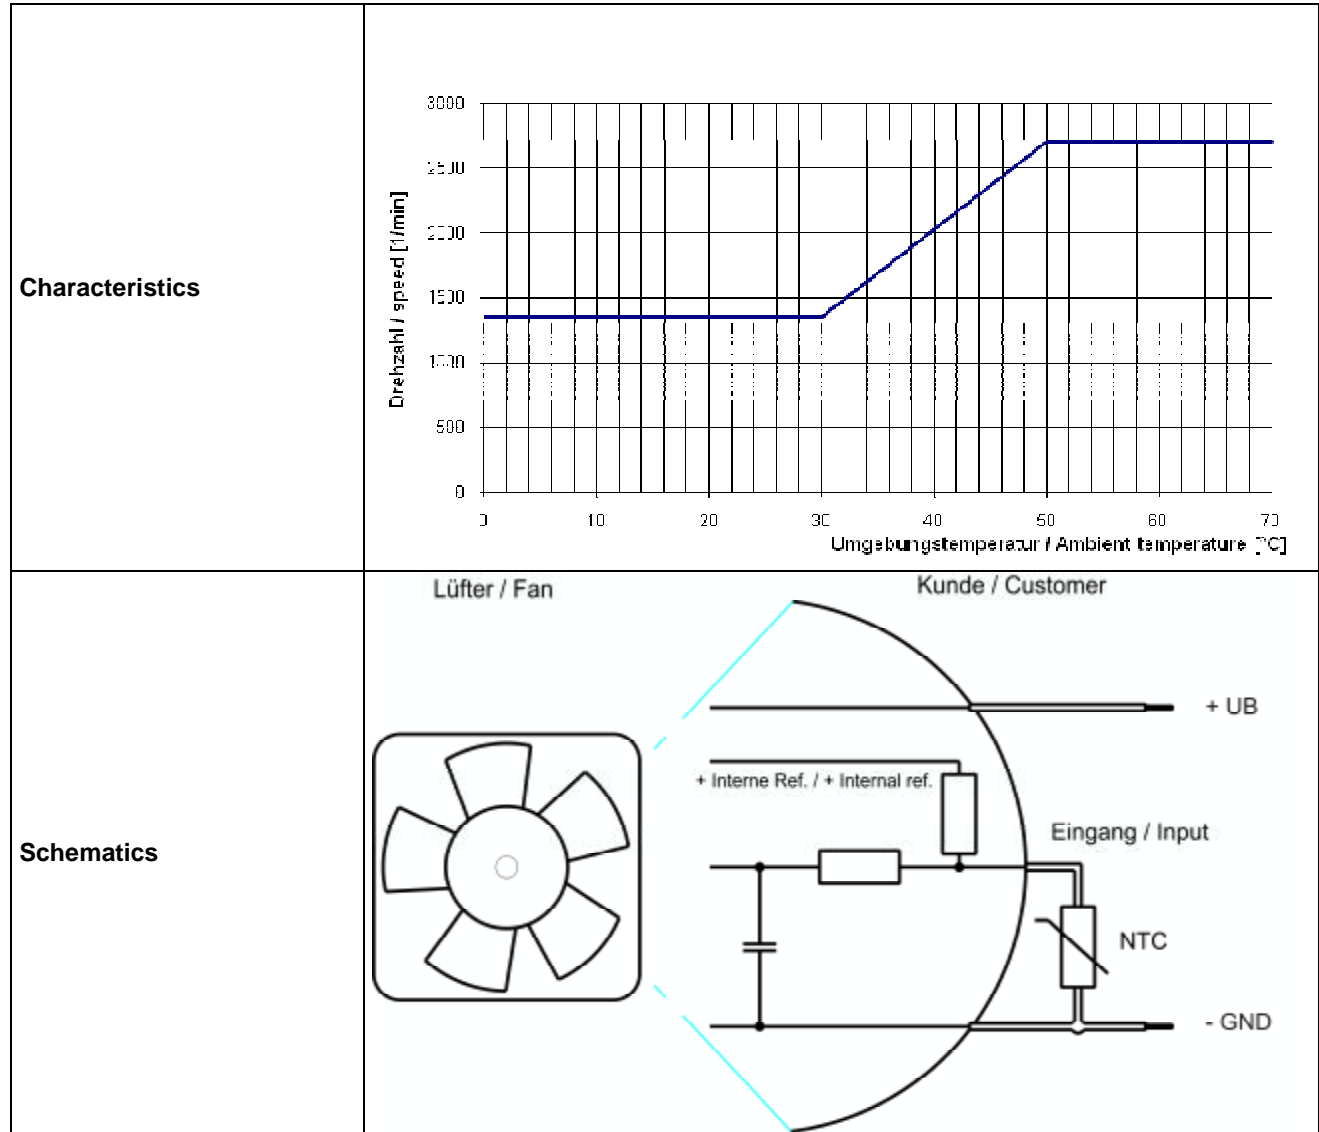 Characteristics
3000
2500
2000
1500
1000
500
0
Drehzahl / speed [1/min]
0 10 20 30 40 50 60 70
Umgebungstemperatur / Ambient temperature [°C]
Schematics
Lüfter / Fan
Kunde / Customer
+ UB
+ Interne Ref. / + Internal ref.
Eingang / Input
NTC
- GND